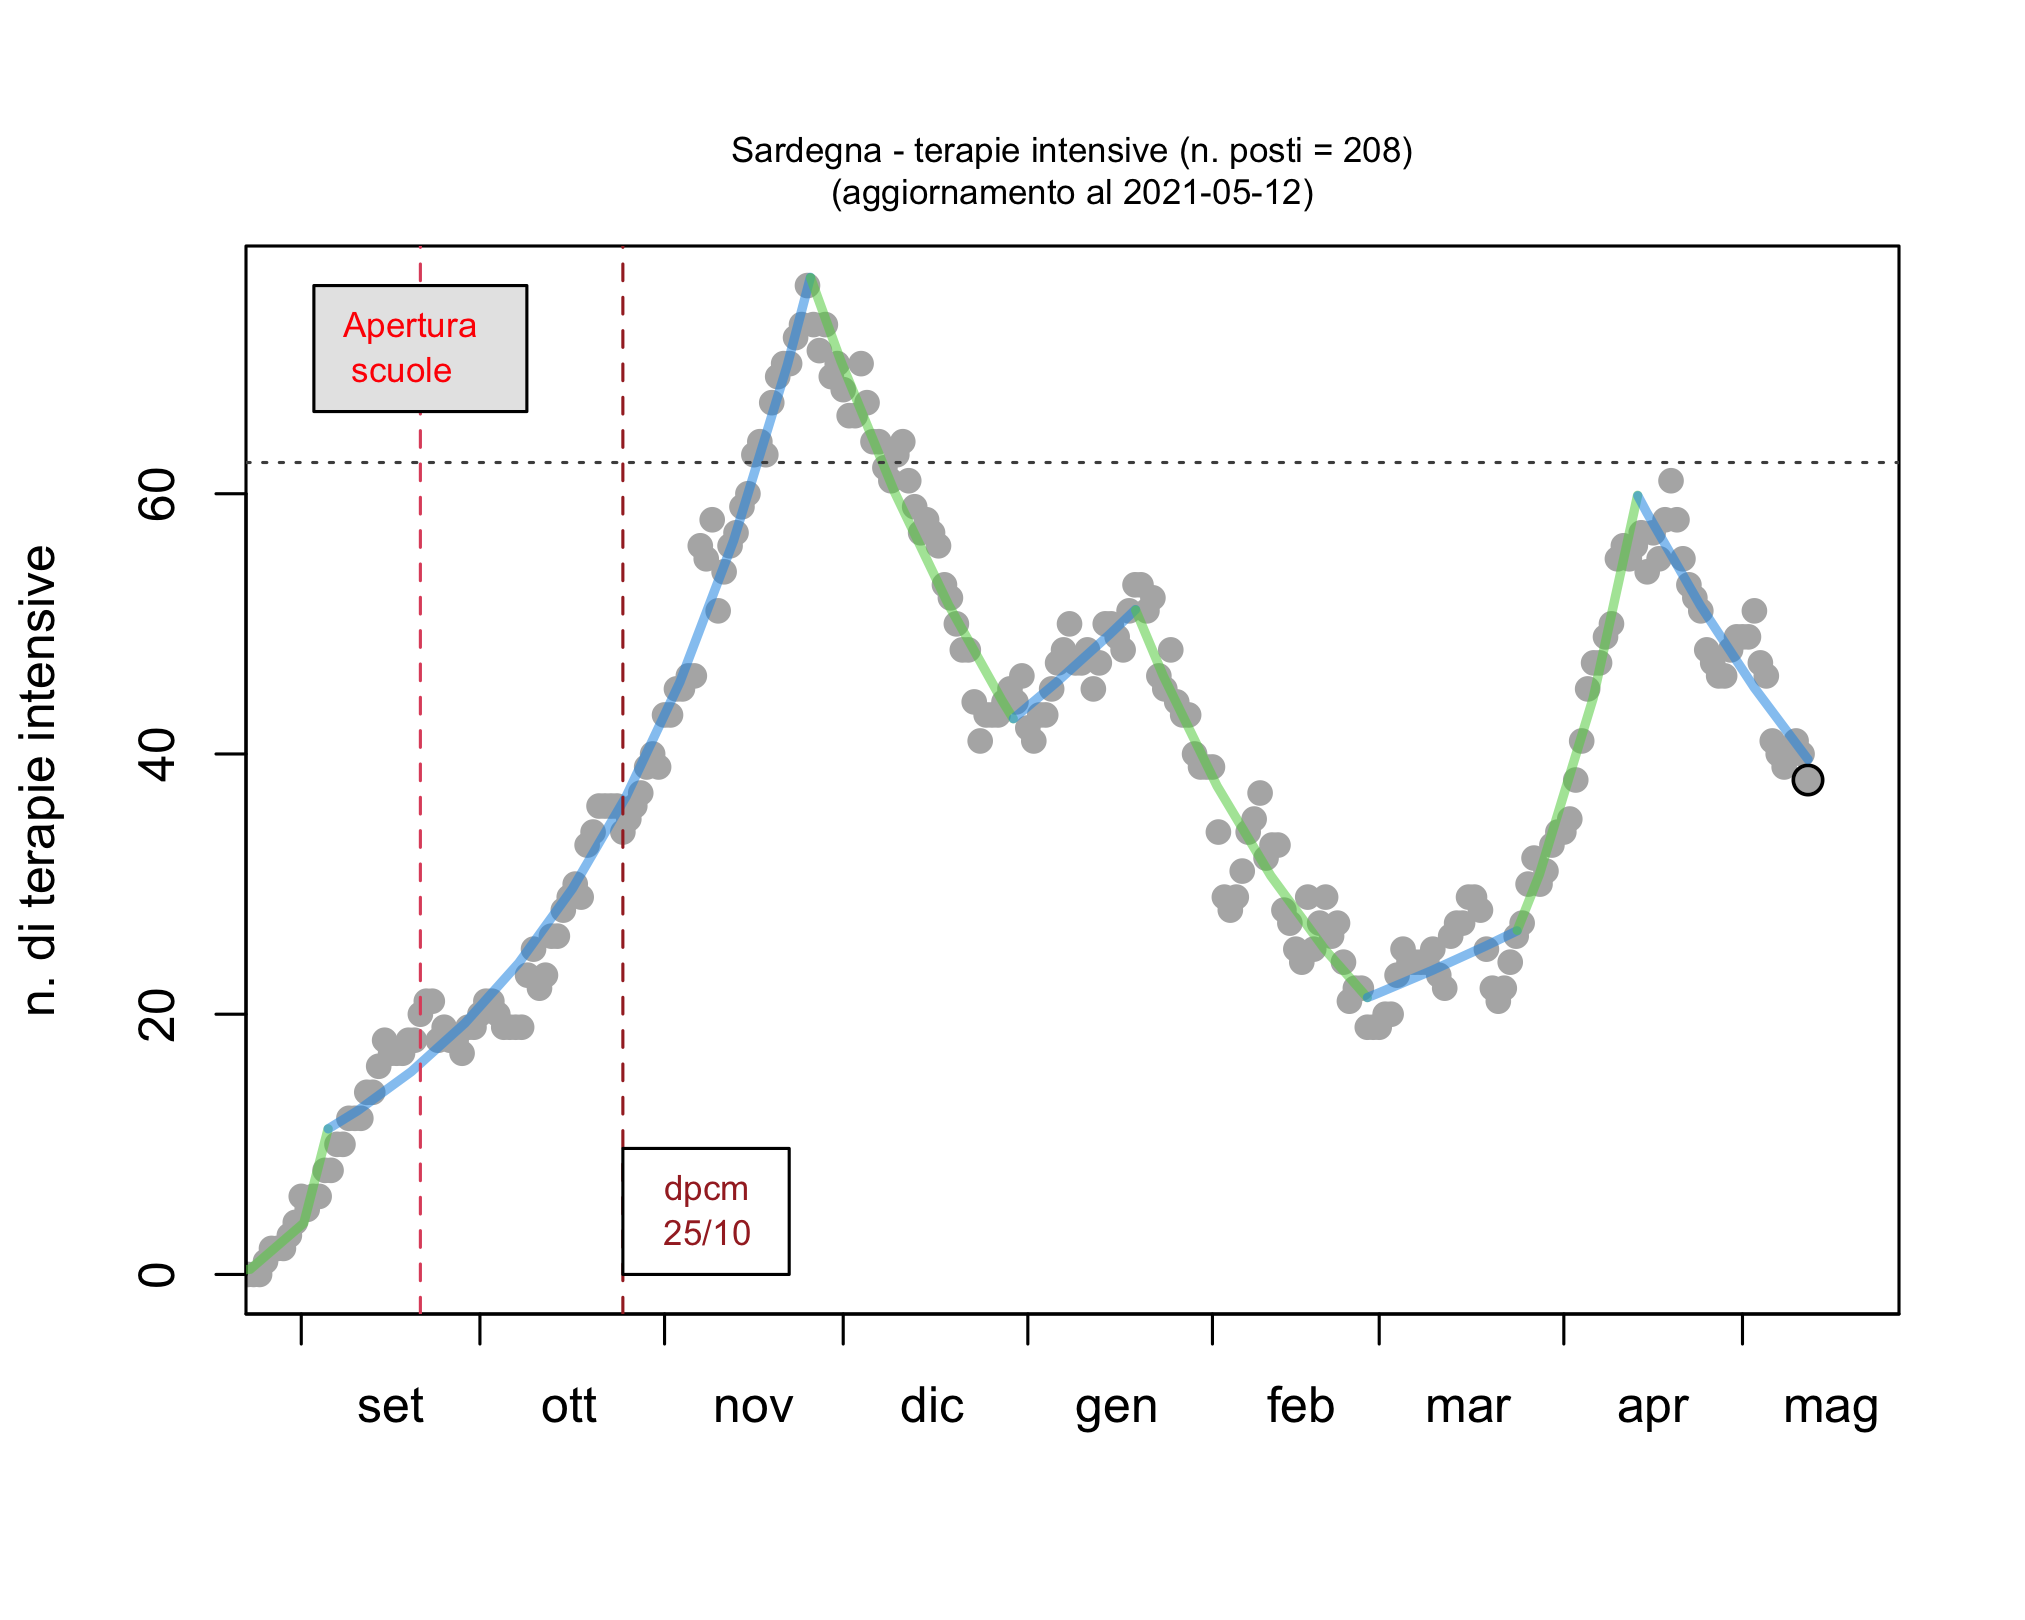 Sardegna - terapie intensive (n. posti = 208)
(aggiornamento al 2021-05-12)
Apertura
scuole
n. di terapie intensive
60
40
20
0
dpcm
25/10
set ott nov dic gen feb mar apr mag